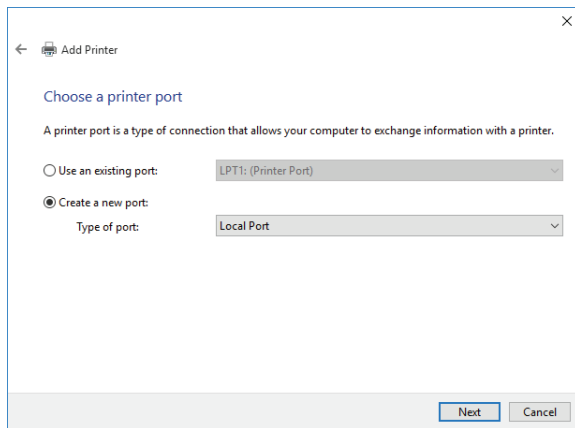 Add Printer
Choose a printer port
A printer port is a type of connection that allows your computer to exchange information with a printer.
Use an existing port: LPT1: (Printer Port)
Create a new port:
Type of port: Local Port
Next Cancel